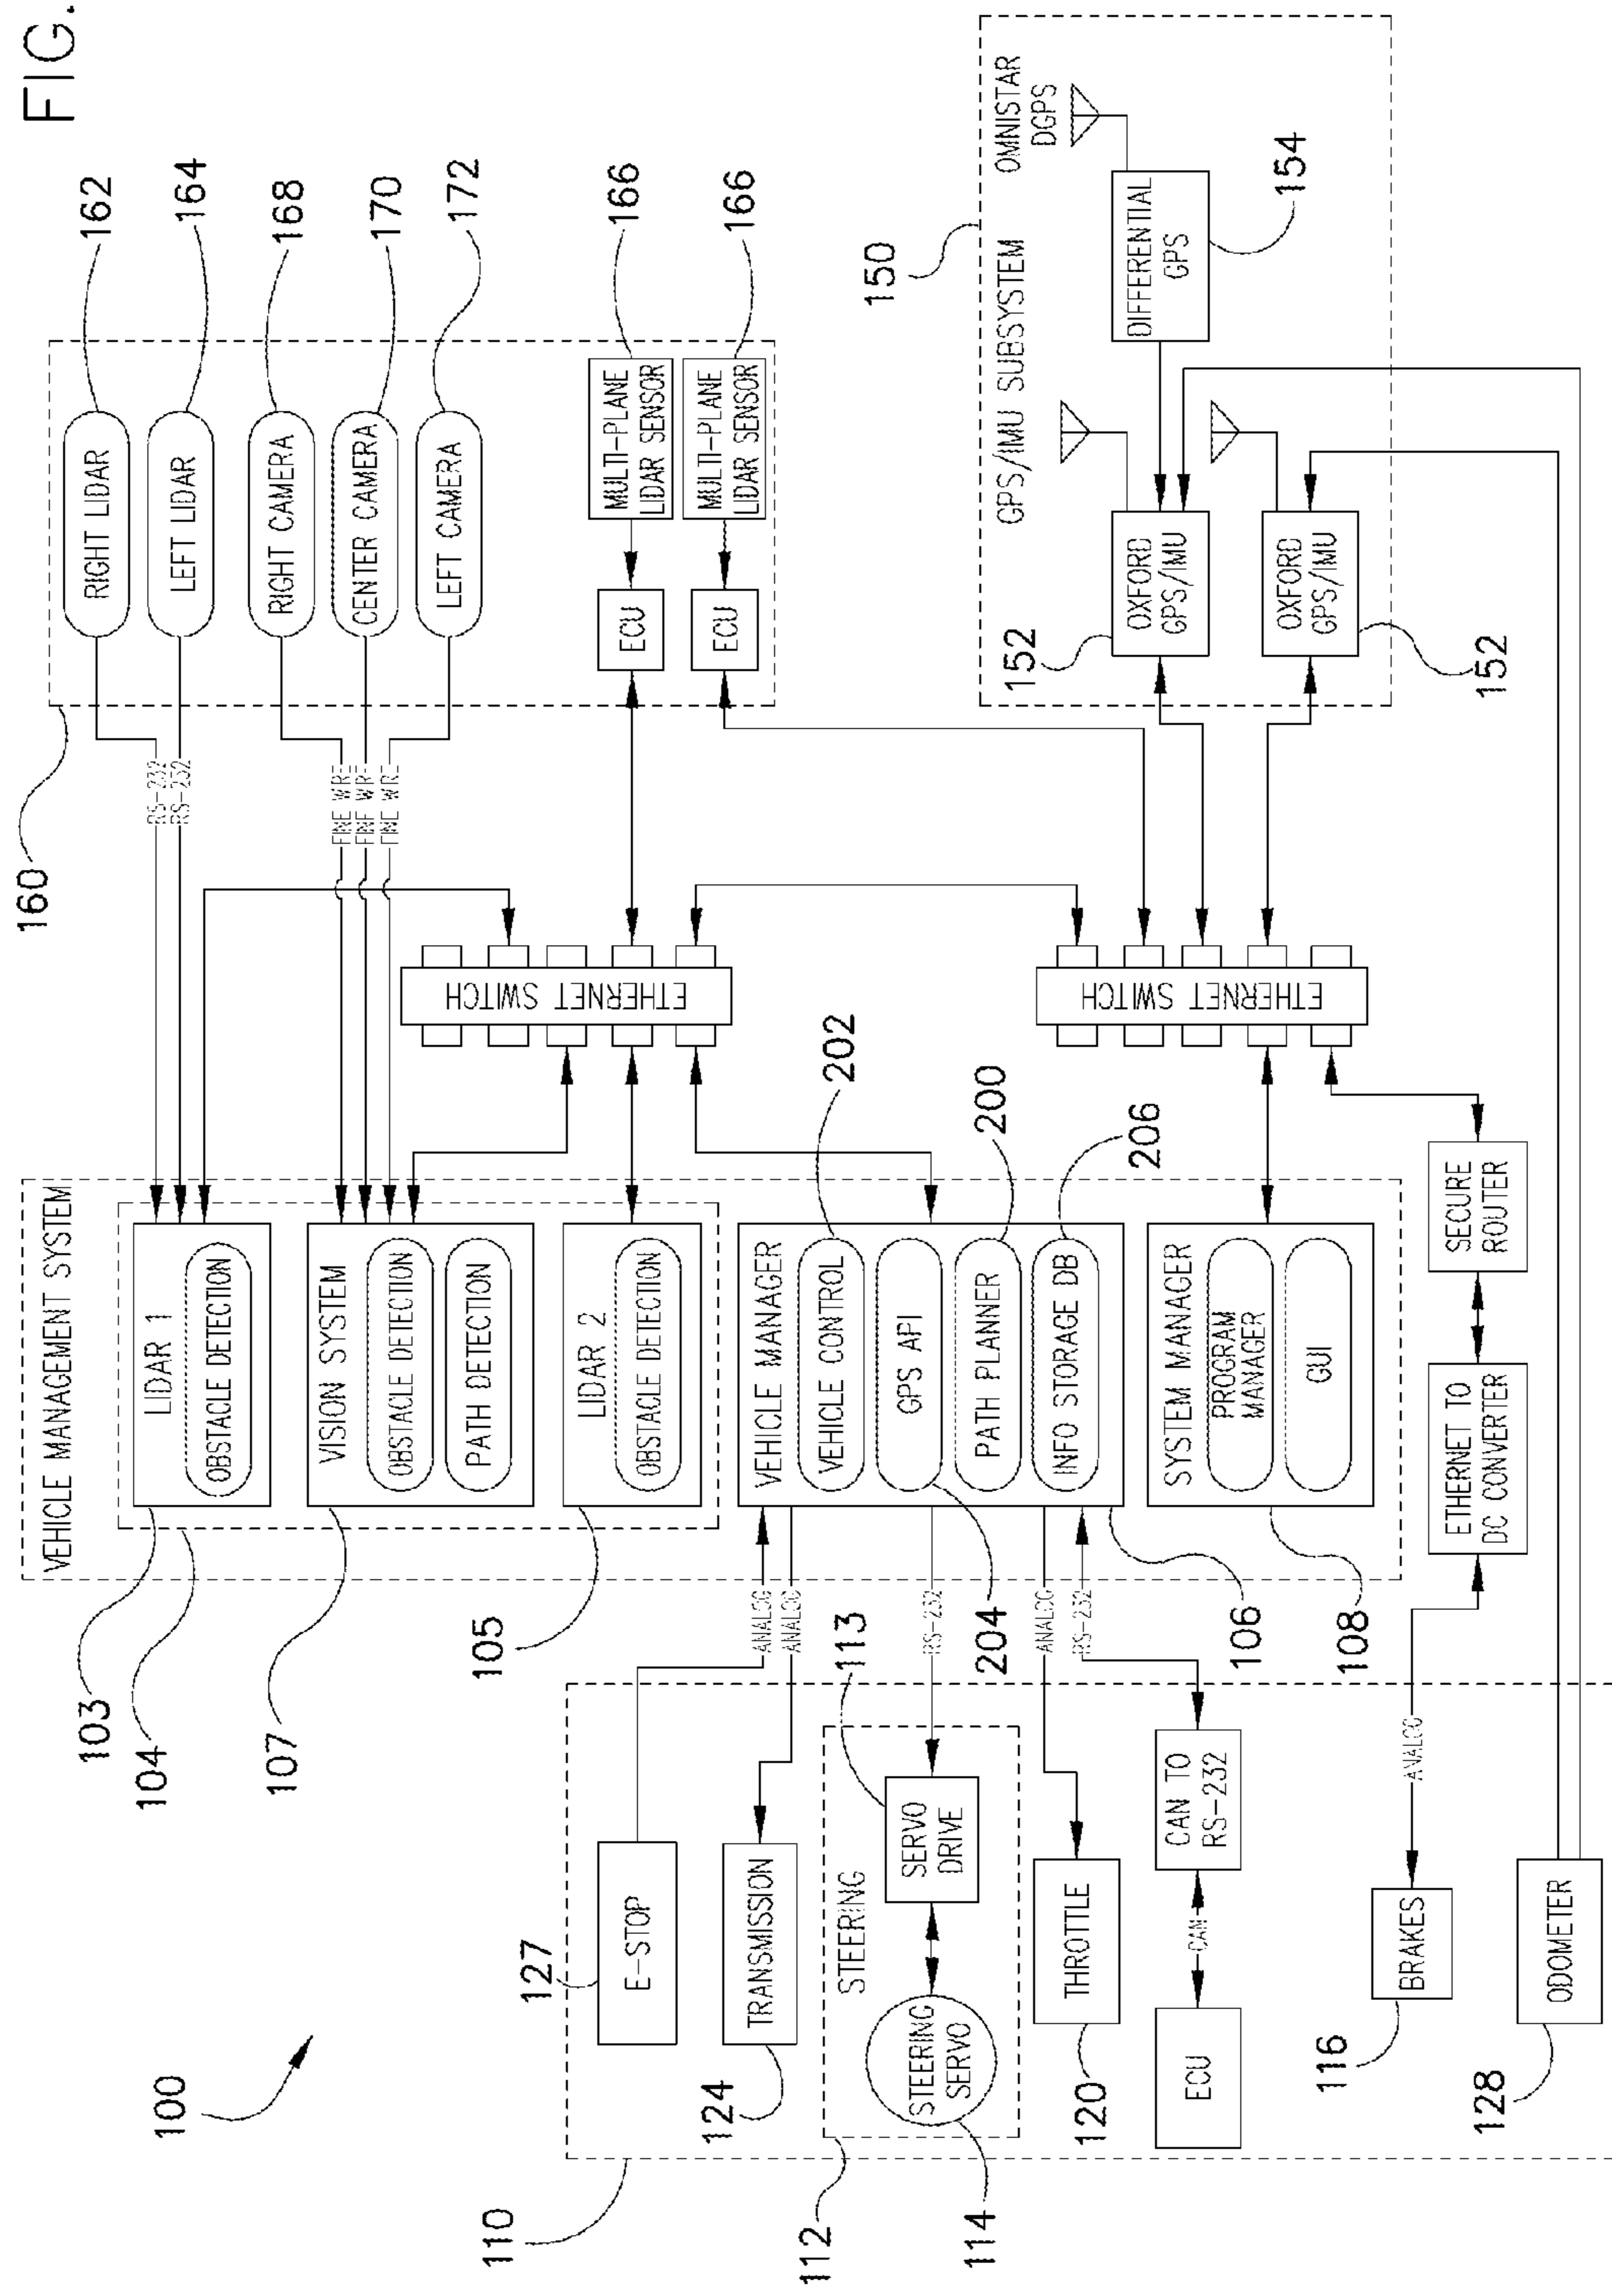 FIG.
100
110
127
E-STOP
124
TRANSMISSION
112
STEERING
114
STEERING
SERVO
113
SERVO
DRIVE
120
THROTTLE
ECU
CAN
CAN TO
RS-232
116
BRAKES
128
ODOMETER
ANALOG
ANALOG
RS-232
ANALOG
RS-232
ANALOG
VEHICLE MANAGEMENT SYSTEM
103
104
LIDAR 1
OBSTACLE DETECTION
107
VISION SYSTEM
OBSTACLE DETECTION
PATH DETECTION
105
LIDAR 2
OBSTACLE DETECTION
106
VEHICLE MANAGER
VEHICLE CONTROL
202
GPS API
204
PATH PLANNER
200
INFO STORAGE DB
206
108
SYSTEM MANAGER
PROGRAM
MANAGER
GUI
ETHERNET TO
DC CONVERTER
SECURE
ROUTER
ETHERNET SWITCH
ETHERNET SWITCH
160
RS-232
RS-232
FINE WRE
FINE WRE
FINE WRE
RIGHT LIDAR
162
LEFT LIDAR
164
RIGHT CAMERA
168
CENTER CAMERA
170
LEFT CAMERA
172
ECU
MULTI-PLANE
LIDAR SENSOR
166
ECU
MULTI-PLANE
LIDAR SENSOR
166
150
GPS/IMU SUBSYSTEM
OMNISTAR
DGPS
152
OXFORD
GPS/IMU
152
OXFORD
GPS/IMU
DIFFERENTIAL
GPS
154